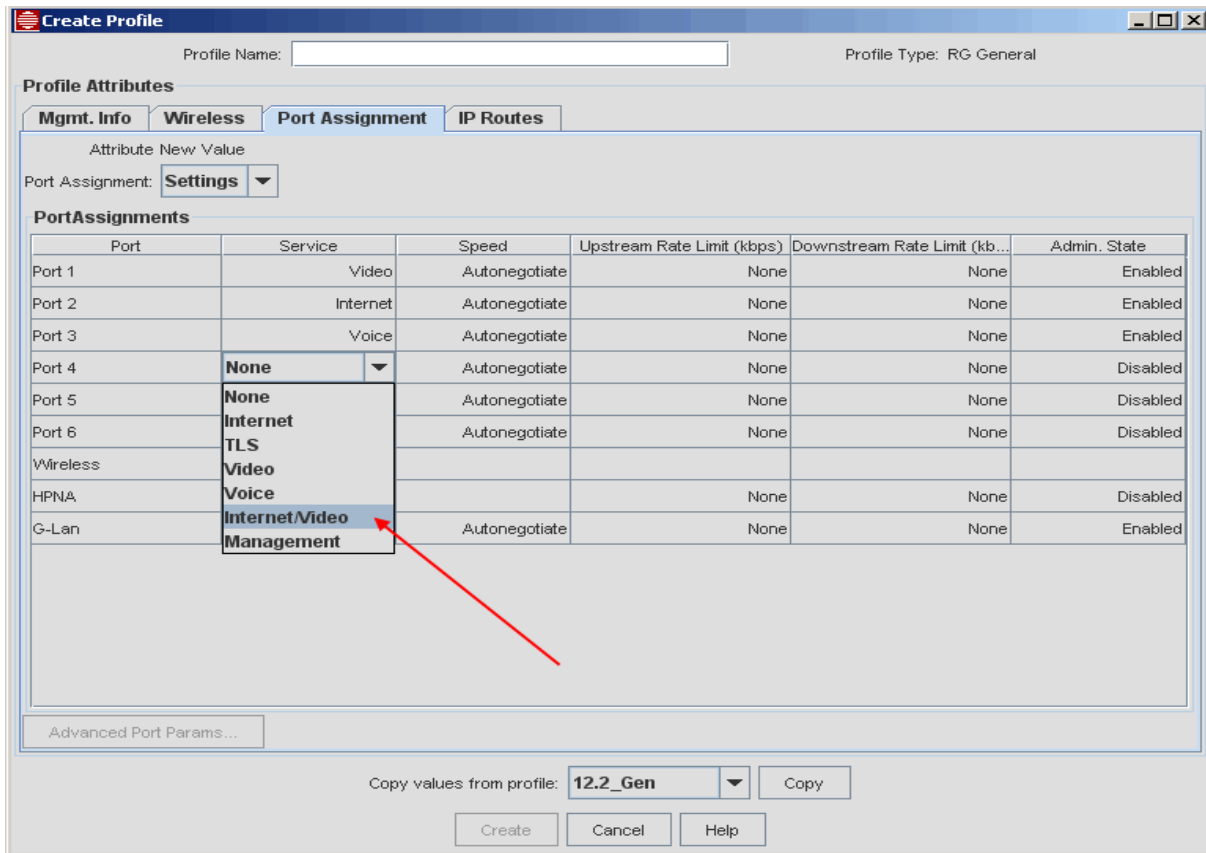 Create Profile
Profile Name: Profile Type: RG General
Profile Attributes
Mgmt. Info Wireless Port Assignment IP Routes
Attribute New Value
Port Assignment: Settings
PortAssignments
Port Service Speed Upstream Rate Limit (kbps) Downstream Rate Limit (kb... Admin. State
Port 1 Video Autonegotiate None None Enabled
Port 2 Internet Autonegotiate None None Enabled
Port 3 Voice Autonegotiate None None Enabled
Port 4 None Autonegotiate None None Disabled
Port 5 Autonegotiate None None Disabled
Port 6 Autonegotiate None None Disabled
Wireless
HPNA None None Disabled
G-Lan Autonegotiate None None Enabled
None
Internet
TLS
Video
Voice
Internet/Video
Management
Advanced Port Params...
Copy values from profile: 12.2_Gen Copy
Create Cancel Help